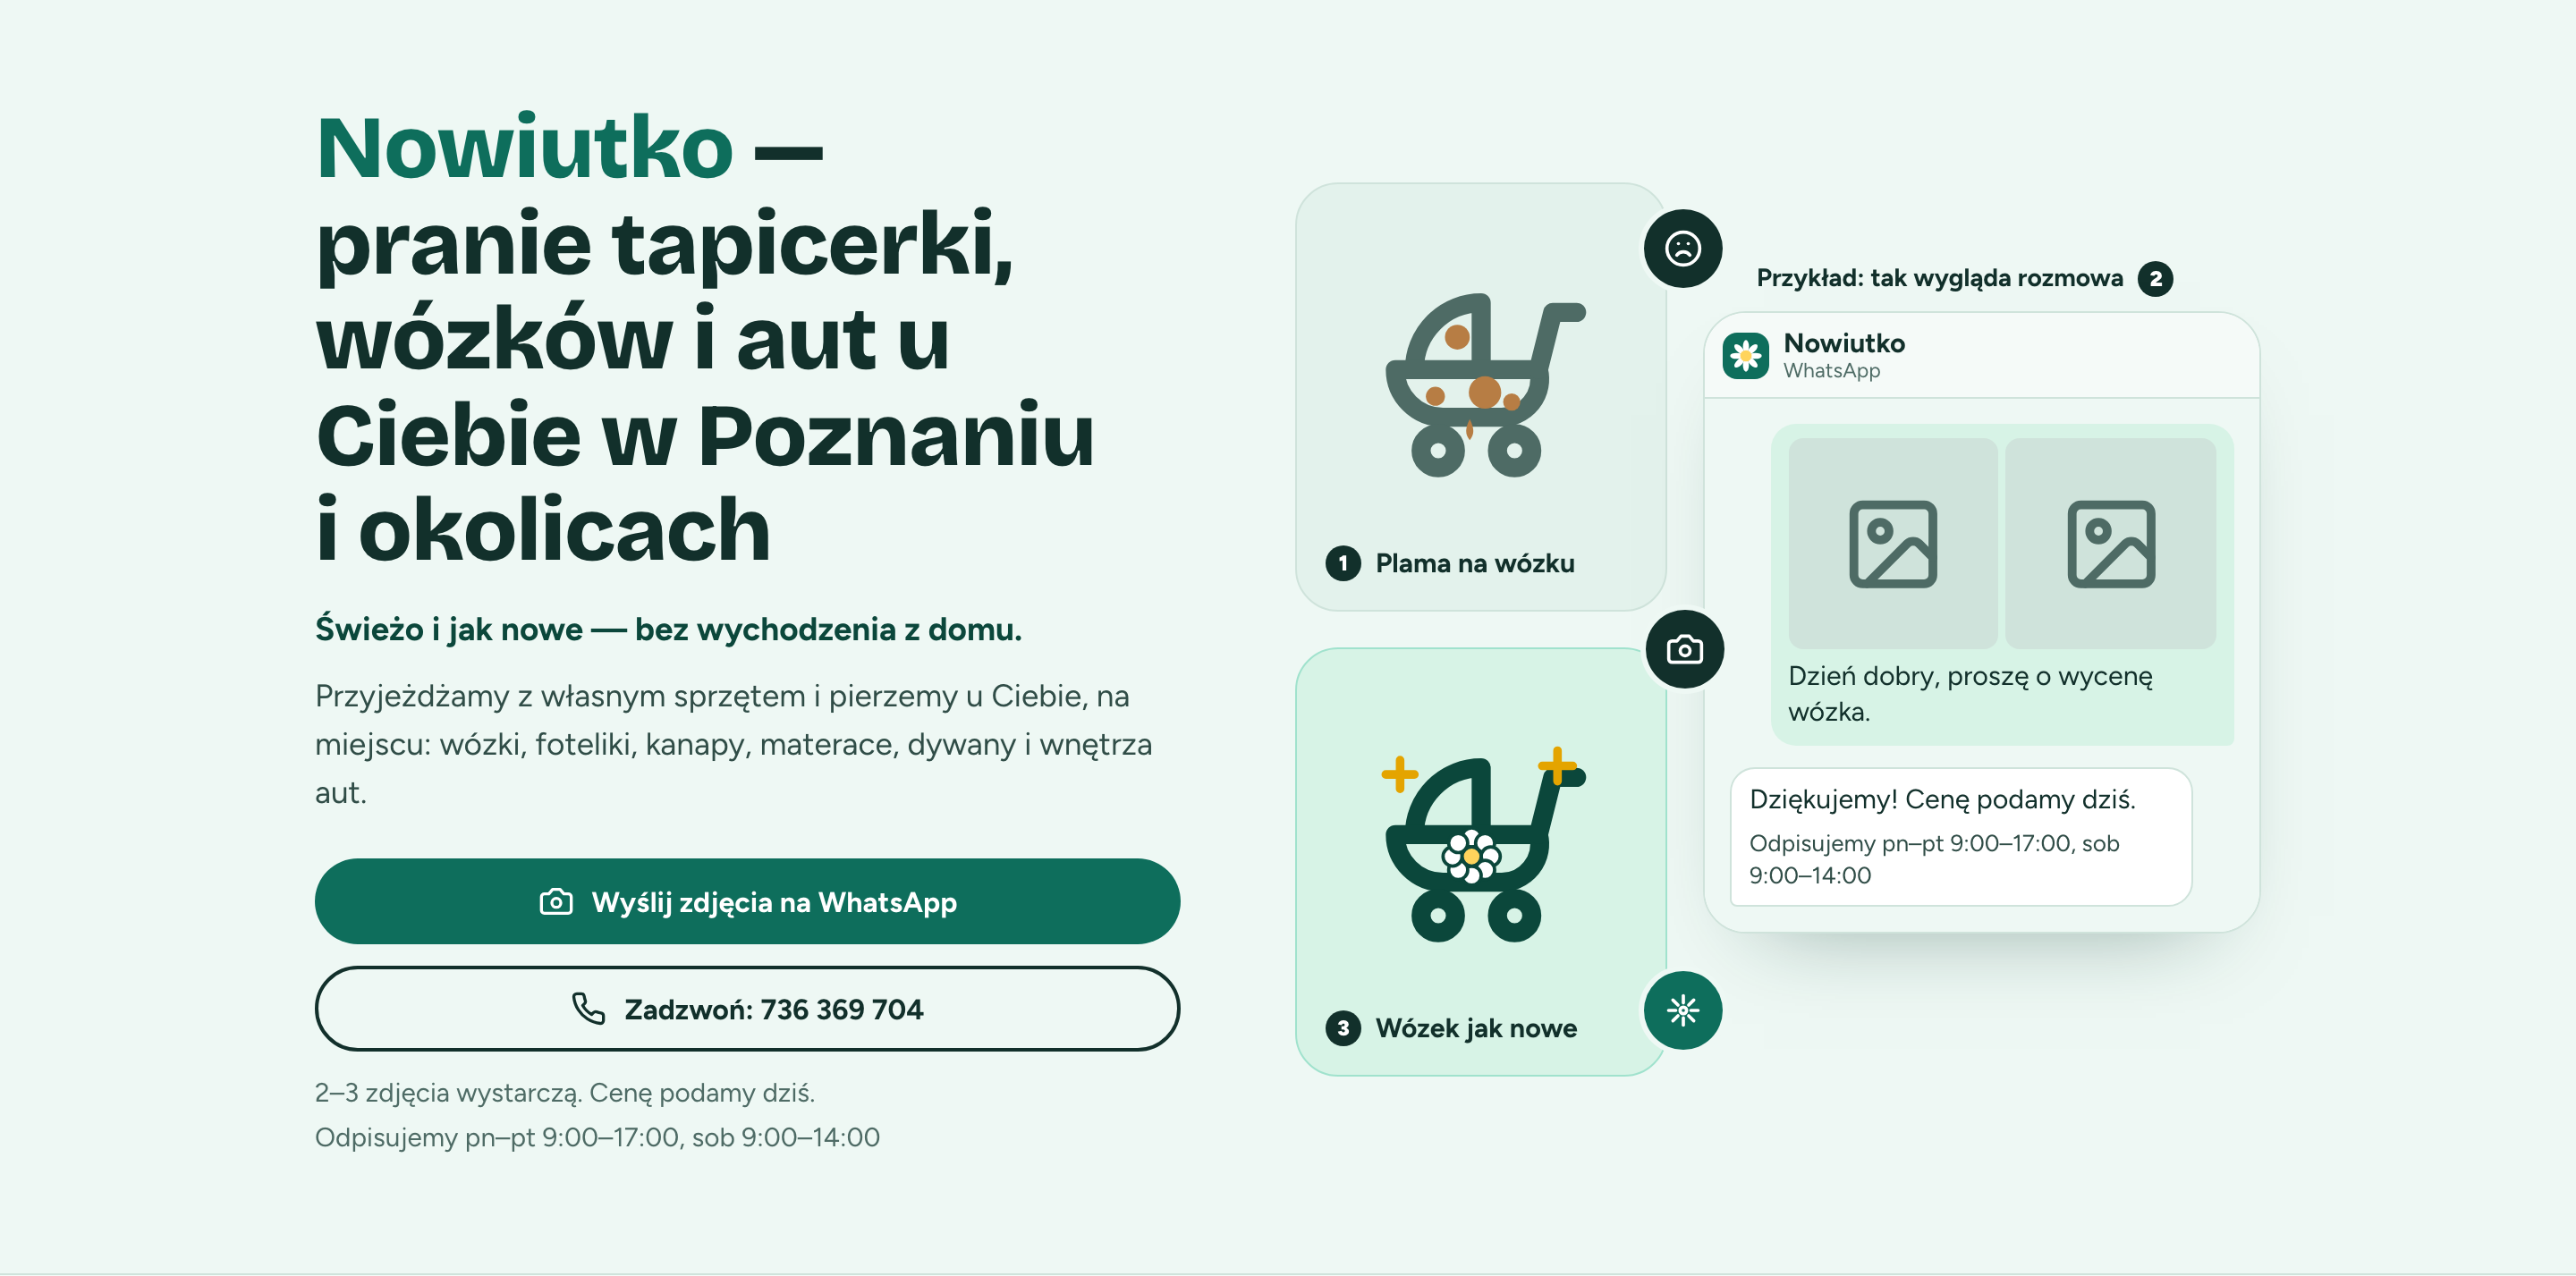 Nowiutko —
pranie tapicerki,
wózków i aut u
Ciebie w Poznaniu
i okolicach
Świeżo i jak nowe — bez wychodzenia z domu.
Przyjeżdżamy z własnym sprzętem i pierzemy u Ciebie, na
miejscu: wózki, foteliki, kanapy, materace, dywany i wnętrza
aut.
Wyślij zdjęcia na WhatsApp
Zadzwoń: 736 369 704
2–3 zdjęcia wystarczą. Cenę podamy dziś.
Odpisujemy pn–pt 9:00–17:00, sob 9:00–14:00
1 Plama na wózku
Przykład: tak wygląda rozmowa 2
Nowiutko
WhatsApp
Dzień dobry, proszę o wycenę
wózka.
Dziękujemy! Cenę podamy dziś.
Odpisujemy pn–pt 9:00–17:00, sob
9:00–14:00
3 Wózek jak nowe